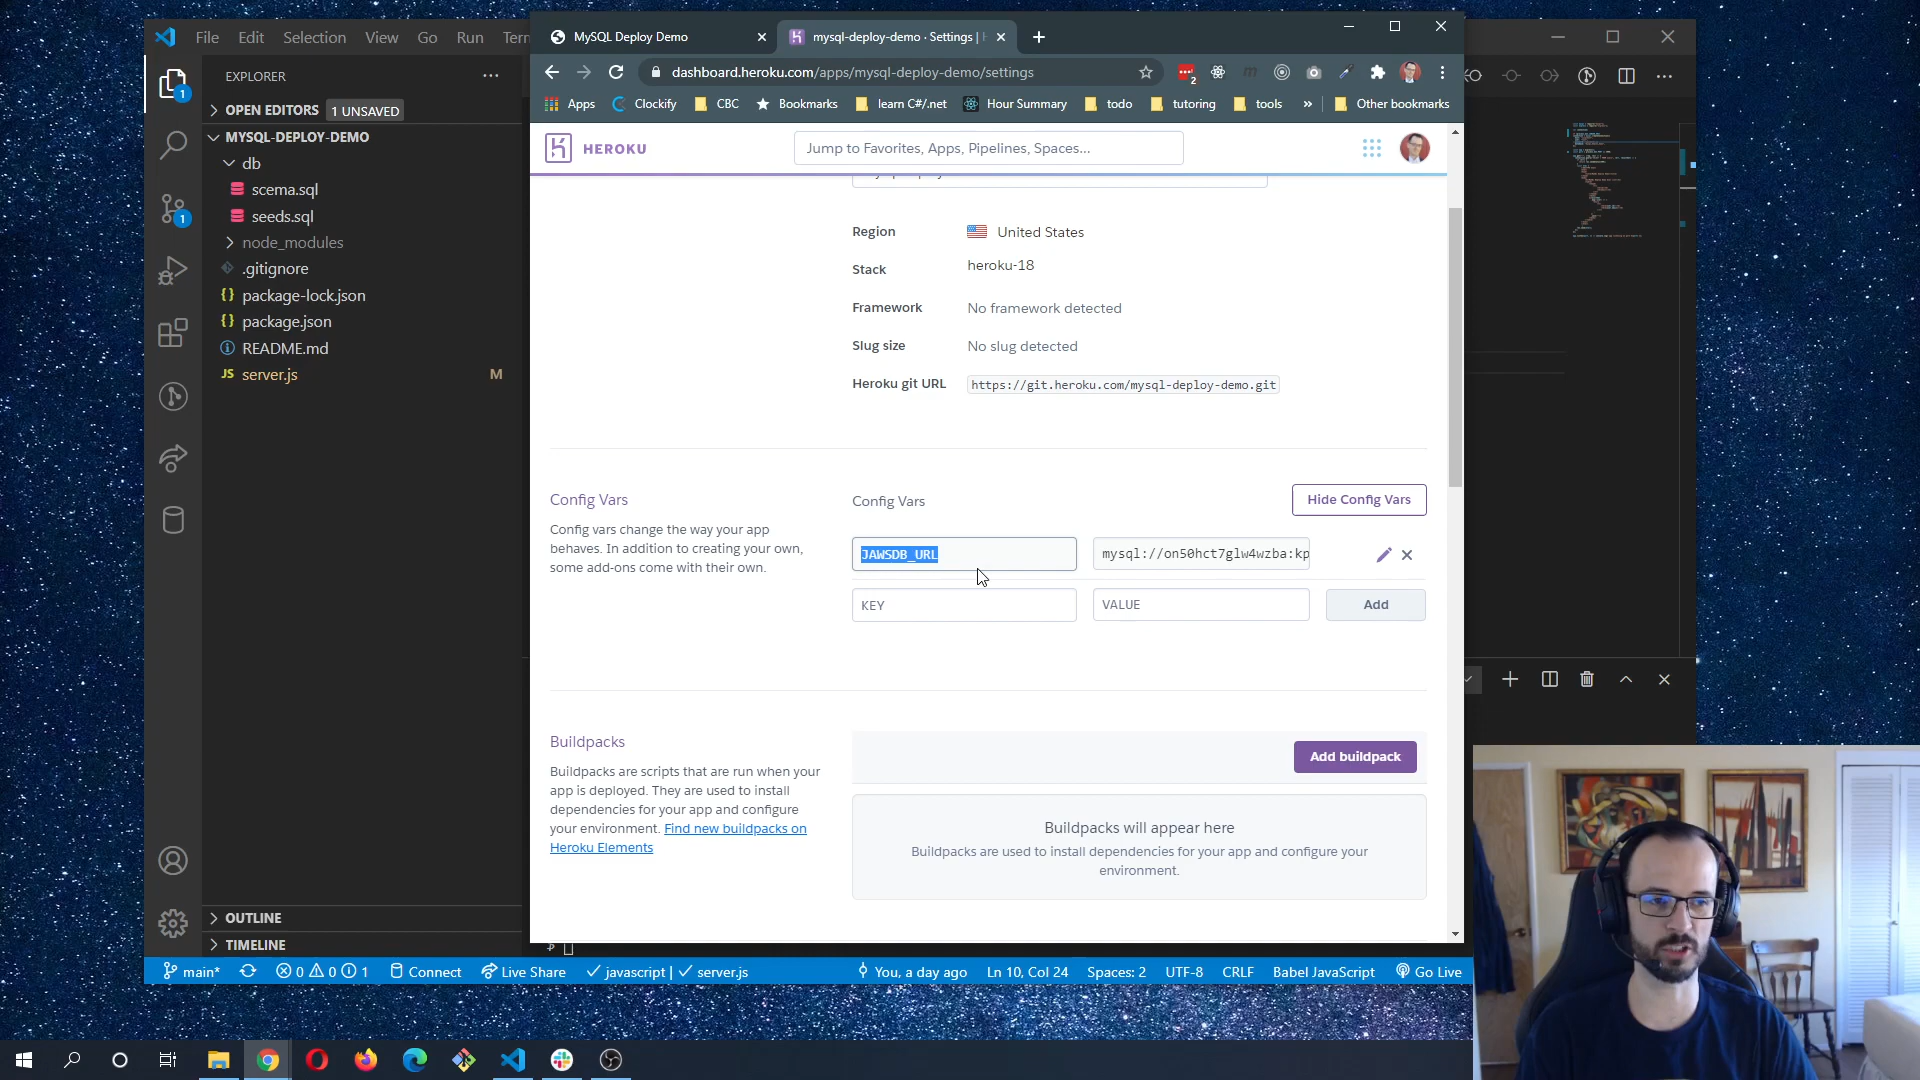 File Edit Selection View Go Run Tern
MySQL Deploy Demo
mysql-deploy-demo · Settings |
dashboard.heroku.com/apps/mysql-deploy-demo/settings
2
Apps Clockify CBC Bookmarks learn C#/.net Hour Summary todo tutoring tools » Other bookmarks
EXPLORER
OPEN EDITORS 1 UNSAVED
MYSQL-DEPLOY-DEMO
db
scema.sql
seeds.sql
node_modules
.gitignore
package-lock.json
package.json
README.md
JS server.js M
OUTLINE
TIMELINE
1
1
HEROKU
Jump to Favorites, Apps, Pipelines, Spaces...
Region United States
Stack heroku-18
Framework No framework detected
Slug size No slug detected
Heroku git URL https://git.heroku.com/mysql-deploy-demo.git
Config Vars
Config vars change the way your app
behaves. In addition to creating your own,
some add-ons come with their own.
Config Vars
Hide Config Vars
JAWSDB_URL mysql://on50hct7glw4wzba:kp
KEY VALUE Add
Buildpacks
Buildpacks are scripts that are run when your
app is deployed. They are used to install
dependencies for your app and configure
your environment. Find new buildpacks on
Heroku Elements
Add buildpack
Buildpacks will appear here
Buildpacks are used to install dependencies for your app and configure your
environment.
main* 0 0 1 Connect Live Share javascript | server.js You, a day ago Ln 10, Col 24 Spaces: 2 UTF-8 CRLF Babel JavaScript Go Live